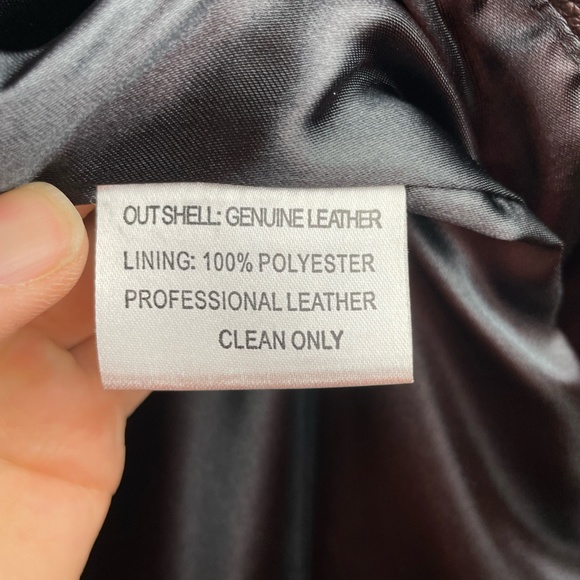 OUTSHELL: GENUINE LEATHER
LINING: 100% POLYESTER
PROFESSIONAL LEATHER
CLEAN ONLY